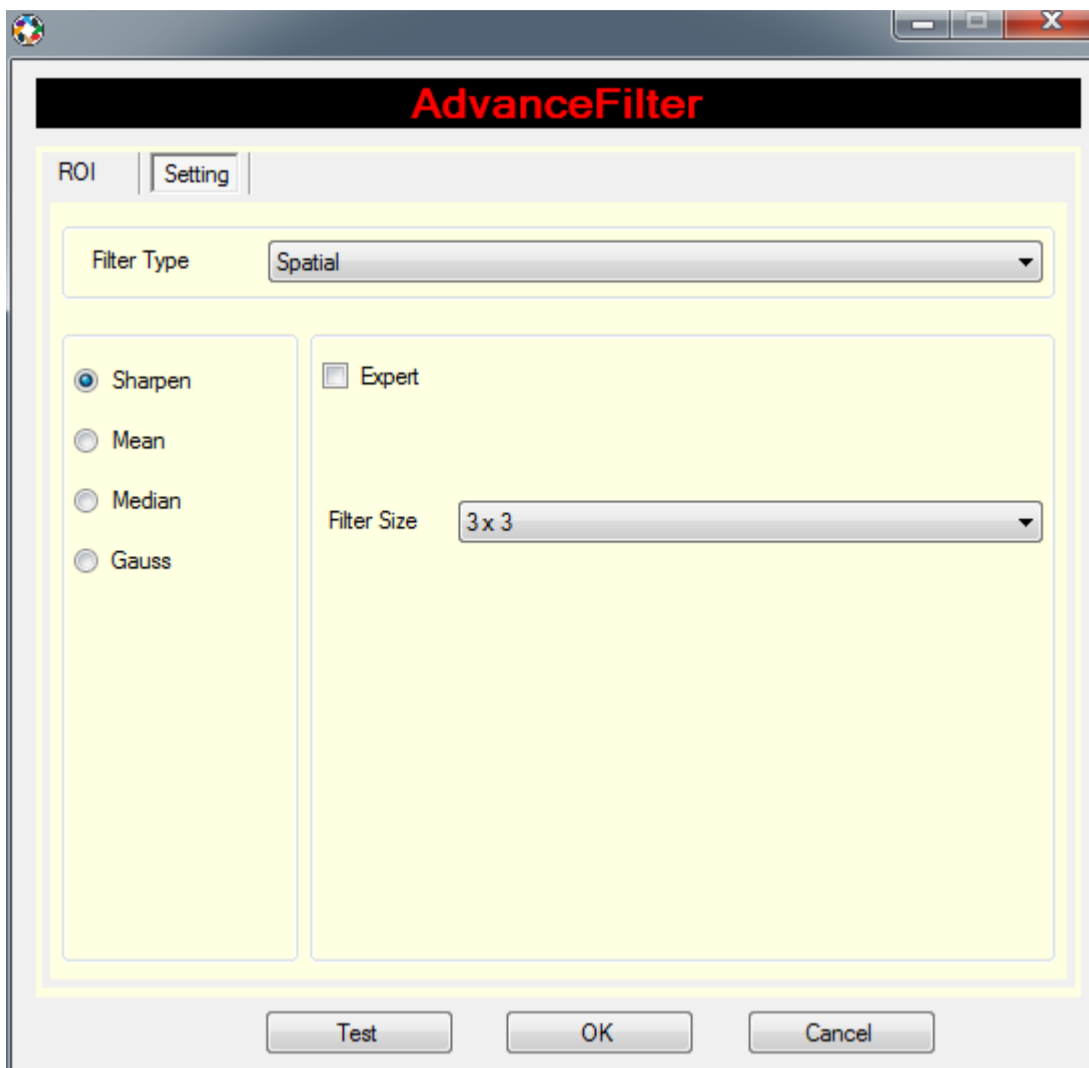 AdvanceFilter
ROI Setting
Filter Type Spatial
Sharpen
Mean
Median
Gauss
Expert
Filter Size 3 x 3
Test OK Cancel